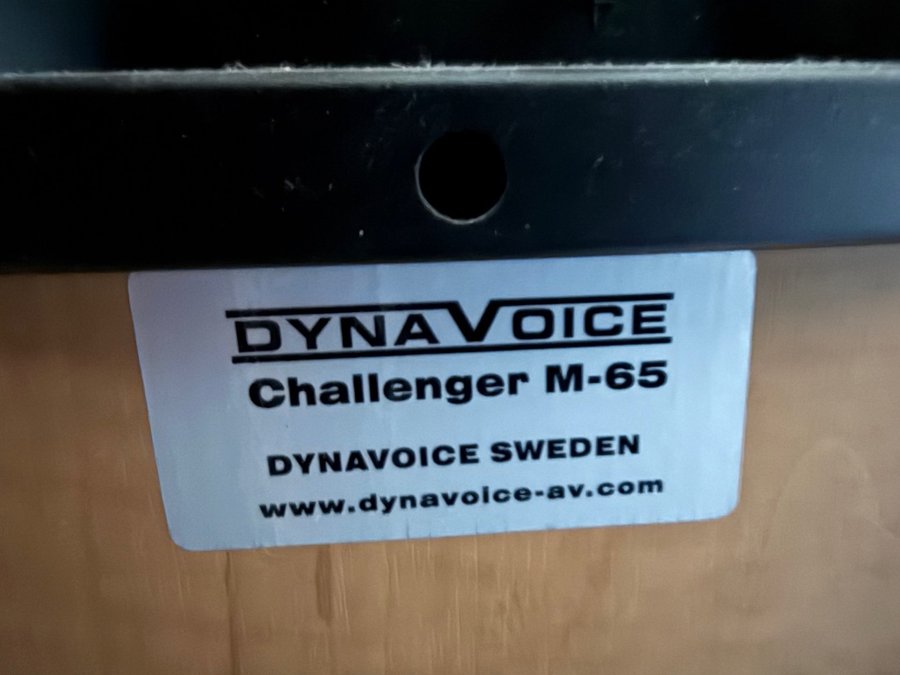 DYNAVOICE
Challenger M-65
DYNAVOICE SWEDEN
www.dynavoice-av.com